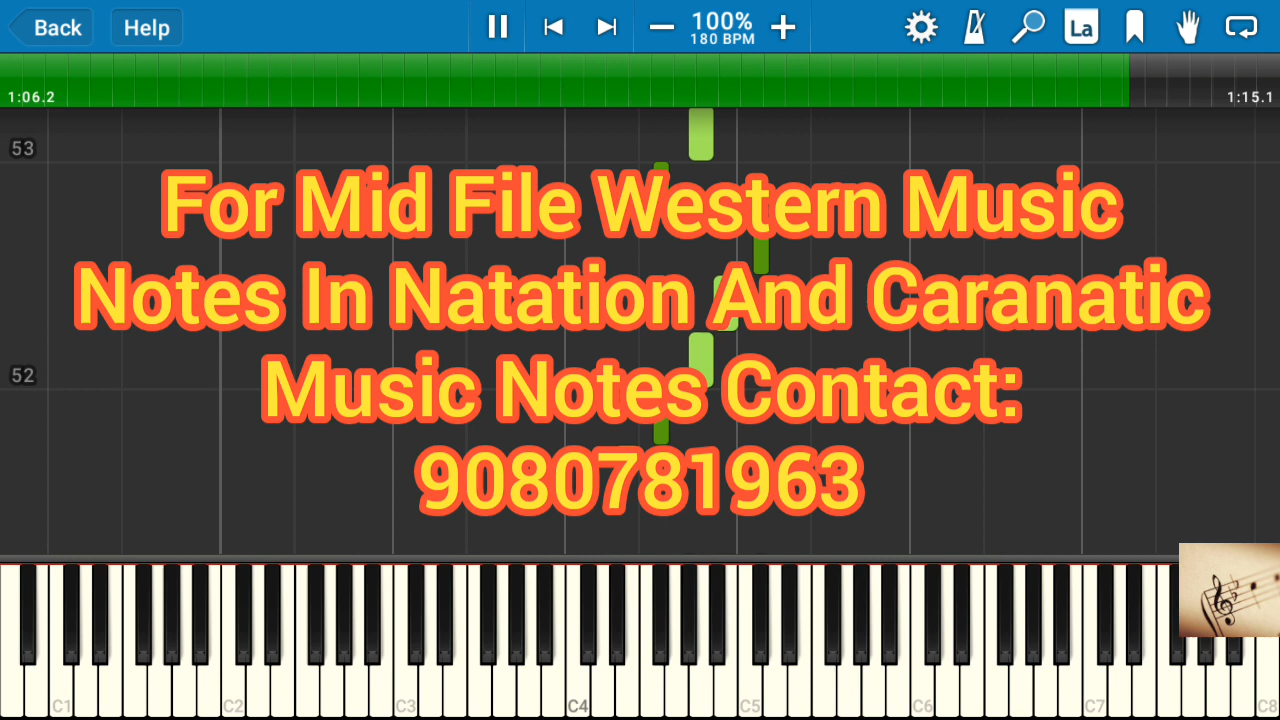 Back Help 100% La
180 BPM
1:06.2 1:15.1
53
For Mid File Western Music
Notes In Natation And Caranatic
52
Music Notes Contact:
9080781963
C1 C2 C3 C4 C5 C6 C7 C8